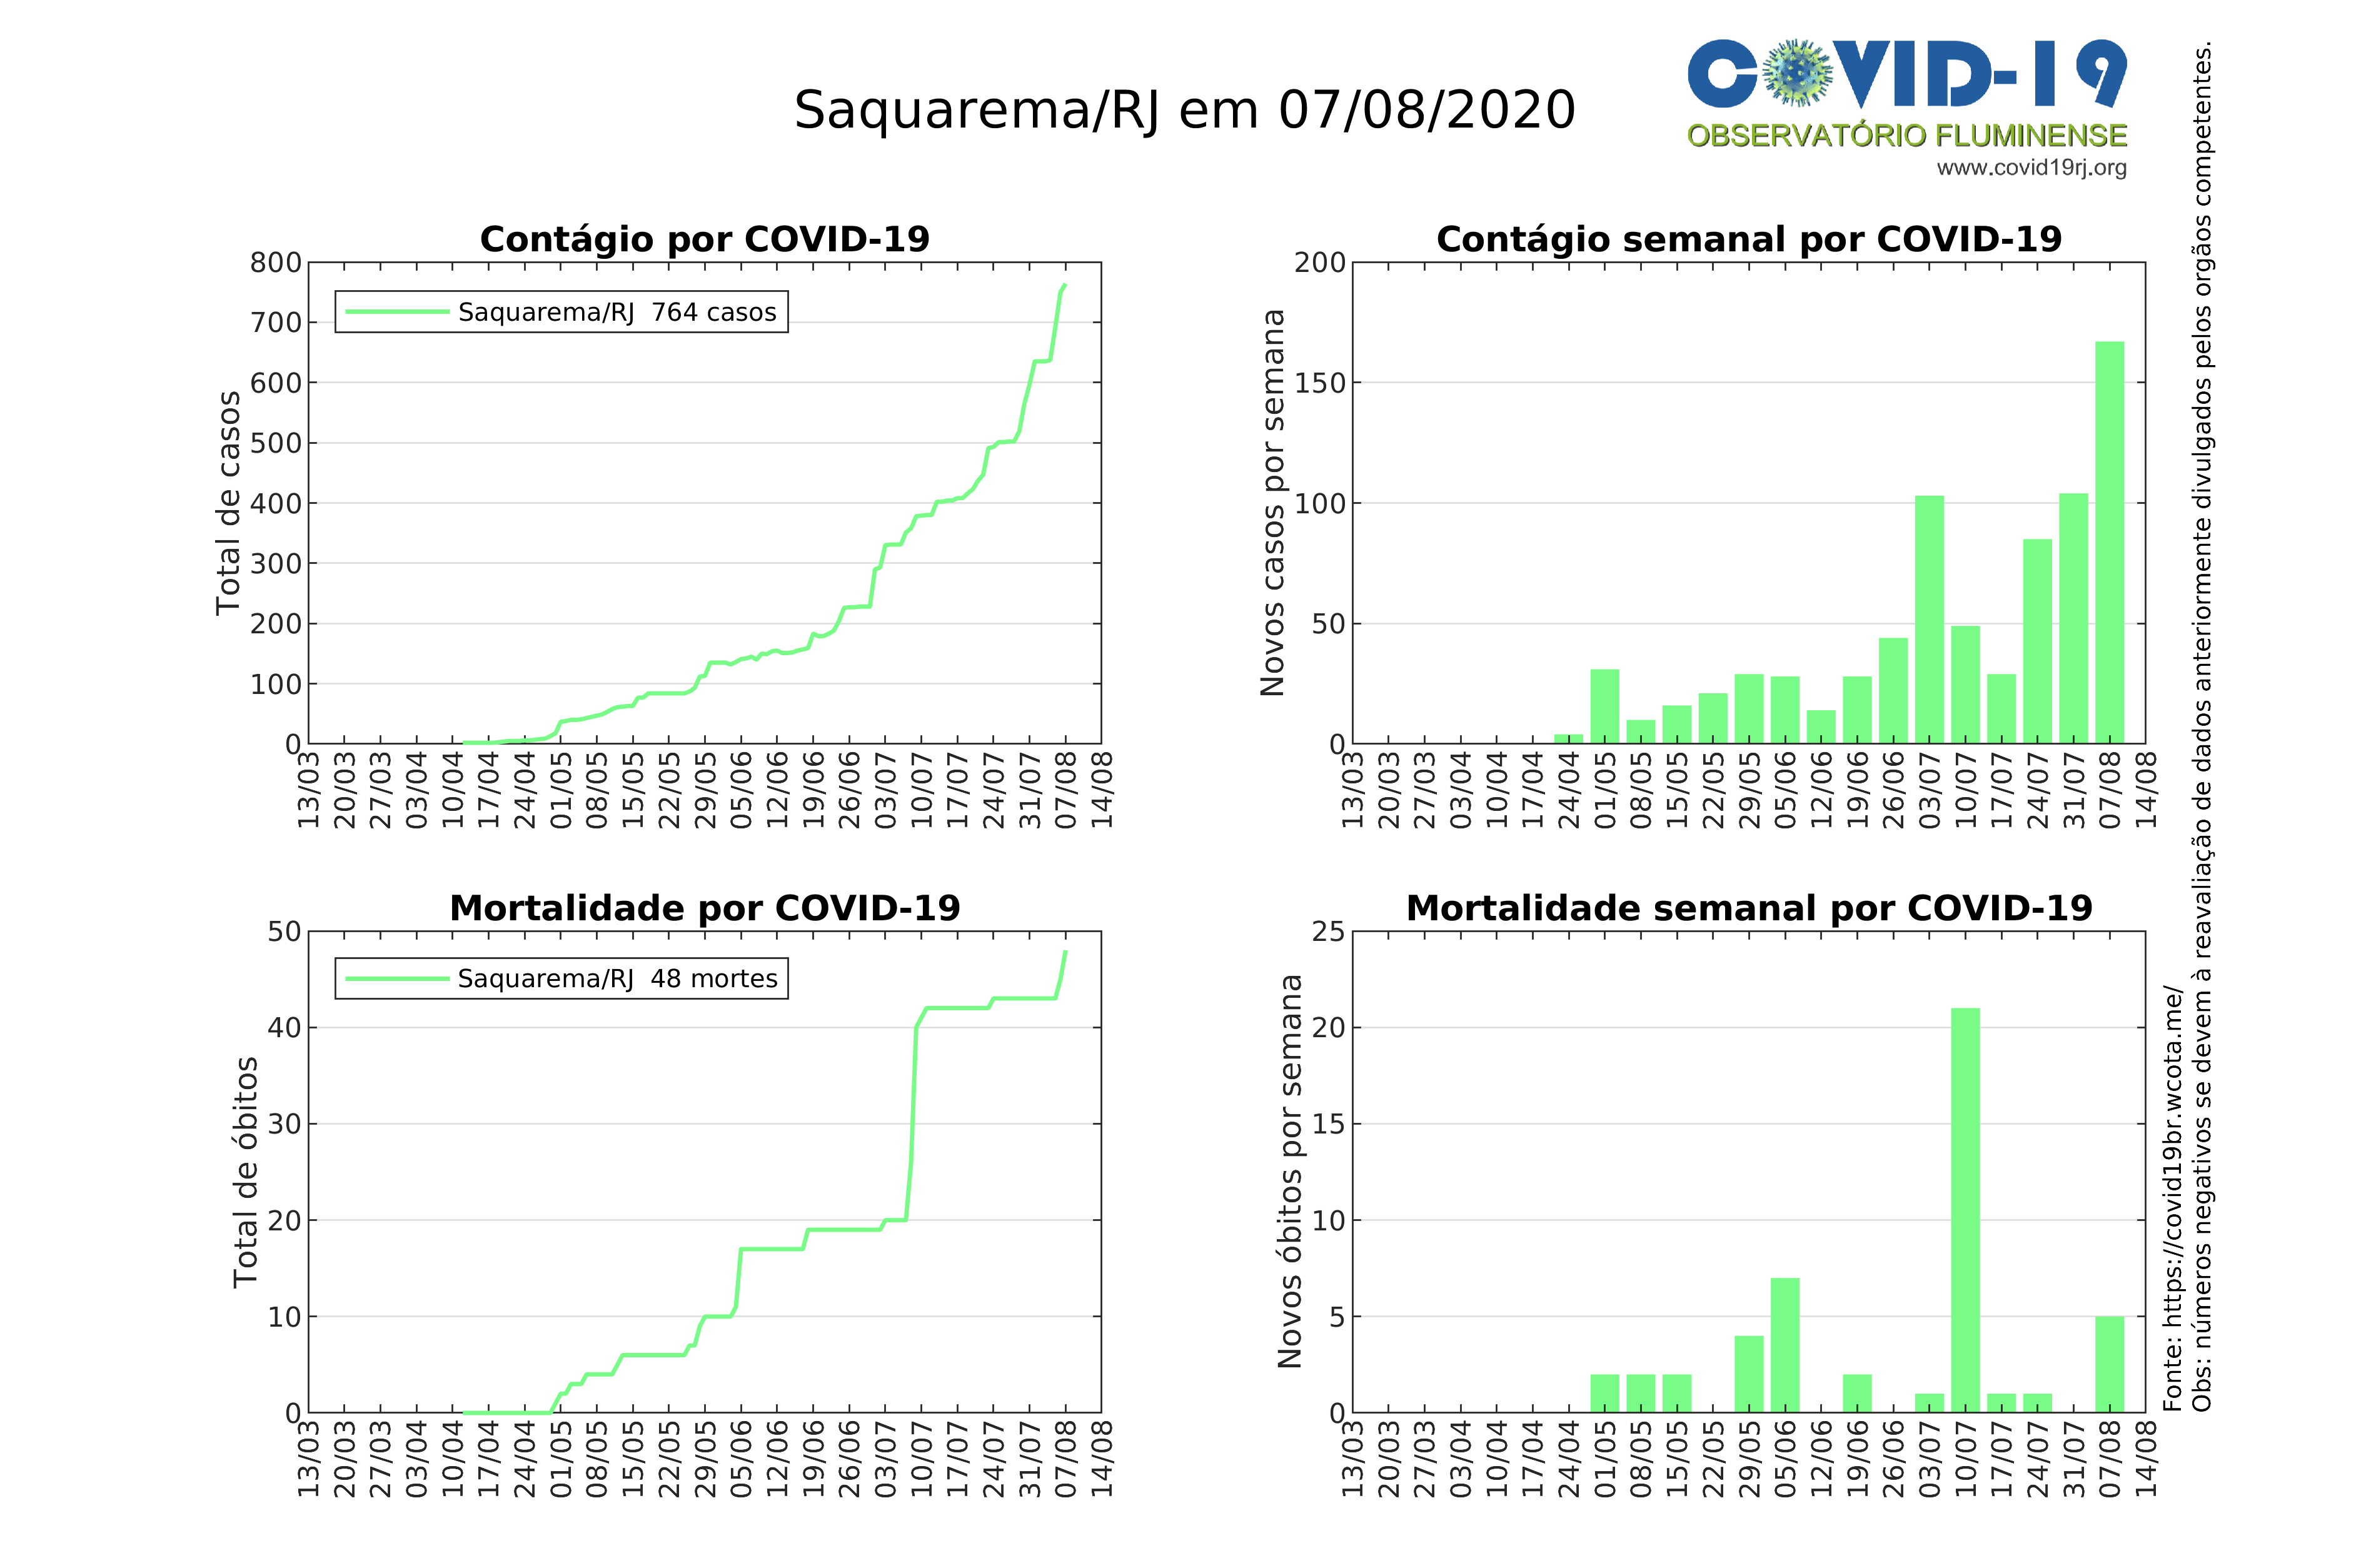 Saquarema/RJ em 07/08/2020
COVID-19
OBSERVATÓRIO FLUMINENSE
www.covid19rj.org
Contágio por COVID-19
Total de casos
800
700
600
500
400
300
200
100
0
Saquarema/RJ 764 casos
13/03 20/03 27/03 03/04 10/04 17/04 24/04 01/05 08/05 15/05 22/05 29/05 05/06 12/06 19/06 26/06 03/07 10/07 17/07 24/07 31/07 07/08 14/08
Contágio semanal por COVID-19
Novos casos por semana
200
150
100
50
0
13/03 20/03 27/03 03/04 10/04 17/04 24/04 01/05 08/05 15/05 22/05 29/05 05/06 12/06 19/06 26/06 03/07 10/07 17/07 24/07 31/07 07/08 14/08
Mortalidade por COVID-19
Total de óbitos
50
40
30
20
10
0
Saquarema/RJ 48 mortes
13/03 20/03 27/03 03/04 10/04 17/04 24/04 01/05 08/05 15/05 22/05 29/05 05/06 12/06 19/06 26/06 03/07 10/07 17/07 24/07 31/07 07/08 14/08
Mortalidade semanal por COVID-19
Novos óbitos por semana
25
20
15
10
5
0
13/03 20/03 27/03 03/04 10/04 17/04 24/04 01/05 08/05 15/05 22/05 29/05 05/06 12/06 19/06 26/06 03/07 10/07 17/07 24/07 31/07 07/08 14/08
Fonte: https://covid19br.wcota.me/
Obs: números negativos se devem à reavaliação de dados anteriormente divulgados pelos orgãos competentes.